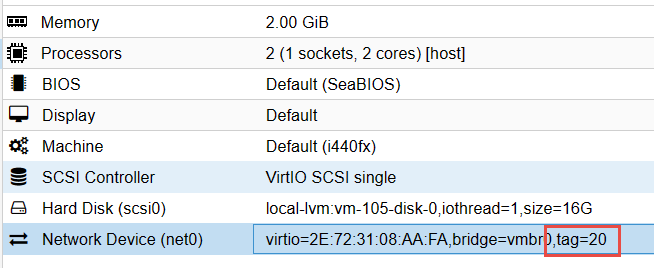 Memory 2.00 GiB
Processors 2 (1 sockets, 2 cores) [host]
BIOS Default (SeaBIOS)
Display Default
Machine Default (i440fx)
SCSI Controller VirtIO SCSI single
Hard Disk (scsi0) local-lvm:vm-105-disk-0,iothread=1,size=16G
Network Device (net0) virtio=2E:72:31:08:AA:FA,bridge=vmbr0,tag=20